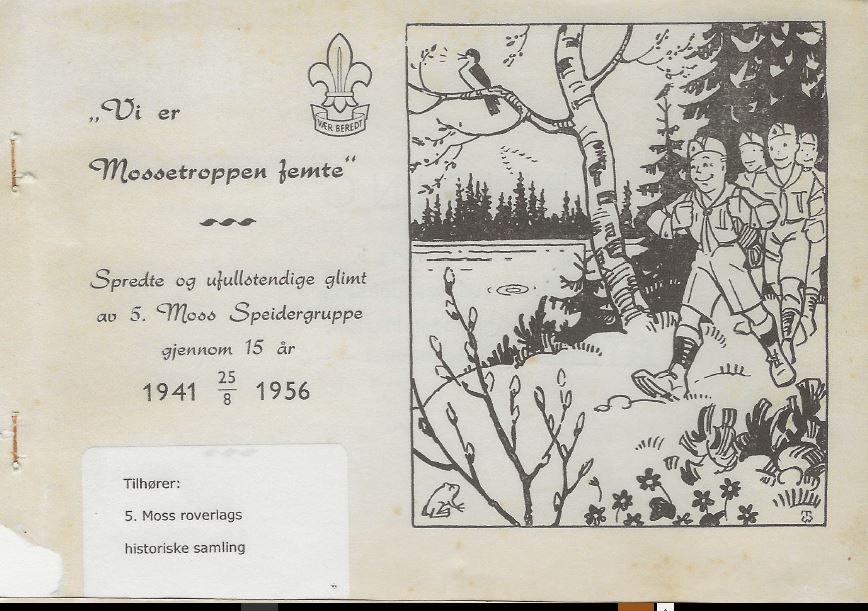 „Vi er
Mossetroppen femte“
VÆR BEREDT
Spredte og ufullstendige glimt
av 5. Moss Speidergruppe
gjennom 15 år
1941 25/8 1956
Tilhører:
5. Moss roverlags
historiske samling